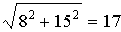 √(8² + 15²) = 17